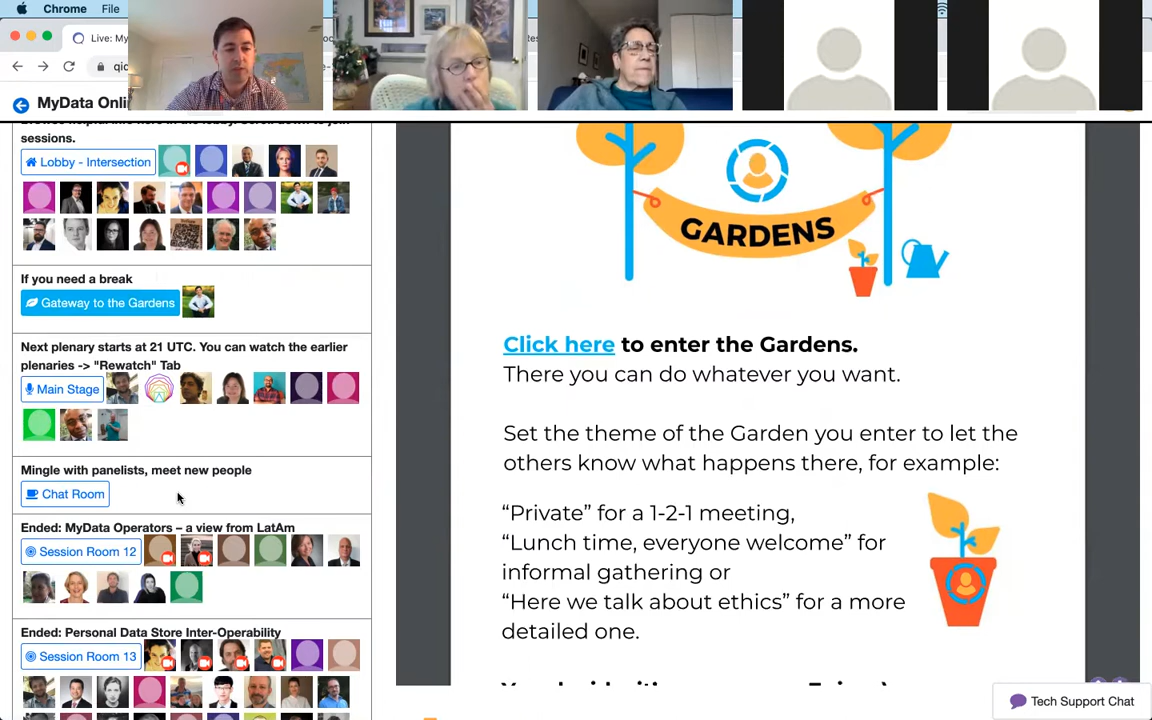 Chrome
File
Live: My
qic
MyData Onli
sessions.
Lobby - Intersection
If you need a break
Gateway to the Gardens
Next plenary starts at 21 UTC. You can watch the earlier
plenaries -> "Rewatch" Tab
Main Stage
Mingle with panelists, meet new people
Chat Room
Ended: MyData Operators – a view from LatAm
Session Room 12
Ended: Personal Data Store Inter-Operability
Session Room 13
GARDENS
Click here to enter the Gardens.
There you can do whatever you want.
Set the theme of the Garden you enter to let the
others know what happens there, for example:
“Private” for a 1-2-1 meeting,
“Lunch time, everyone welcome” for
informal gathering or
“Here we talk about ethics” for a more
detailed one.
Tech Support Chat